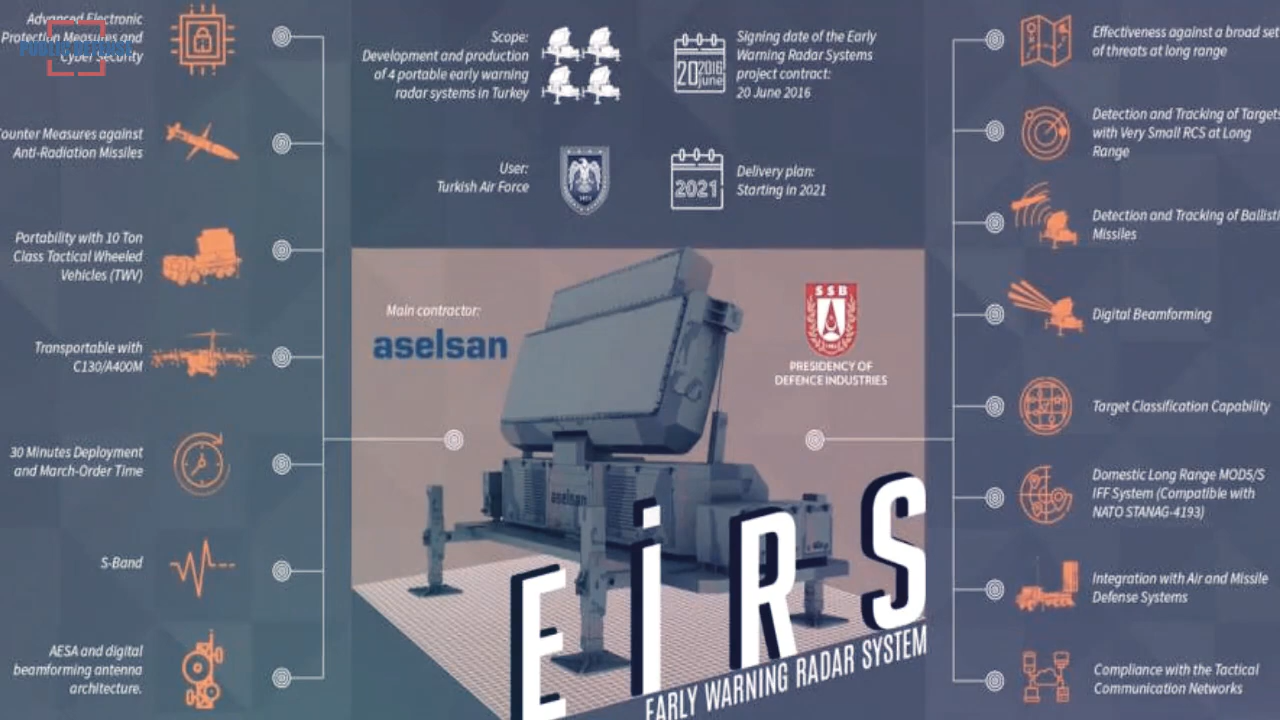 Advanced Electronic
Protection Measures and
Cyber Security
Counter Measures against
Anti-Radiation Missiles
Portability with 10 Ton
Class Tactical Wheeled
Vehicles (TWV)
Transportable with
C130/A400M
30 Minutes Deployment
and March-Order Time
S-Band
AESA and digital
beamforming antenna
architecture.
Scope:
Development and production
of 4 portable early warning
radar systems in Turkey
20 2016
june
Signing date of the Early
Warning Radar Systems
project contract:
20 June 2016
User:
Turkish Air Force
2021
Delivery plan:
Starting in 2021
Main contractor:
aselsan
SSB
PRESIDENCY OF
DEFENCE INDUSTRIES
aselsan
EİRS
EARLY WARNING RADAR SYSTEM
Effectiveness against a broad set
of threats at long range
Detection and Tracking of Targets
with Very Small RCS at Long
Range
Detection and Tracking of Ballisti
Missiles
Digital Beamforming
Target Classification Capability
Domestic Long Range MOD5/S
IFF System (Compatible with
NATO STANAG-4193)
Integration with Air and Missile
Defense Systems
Compliance with the Tactical
Communication Networks